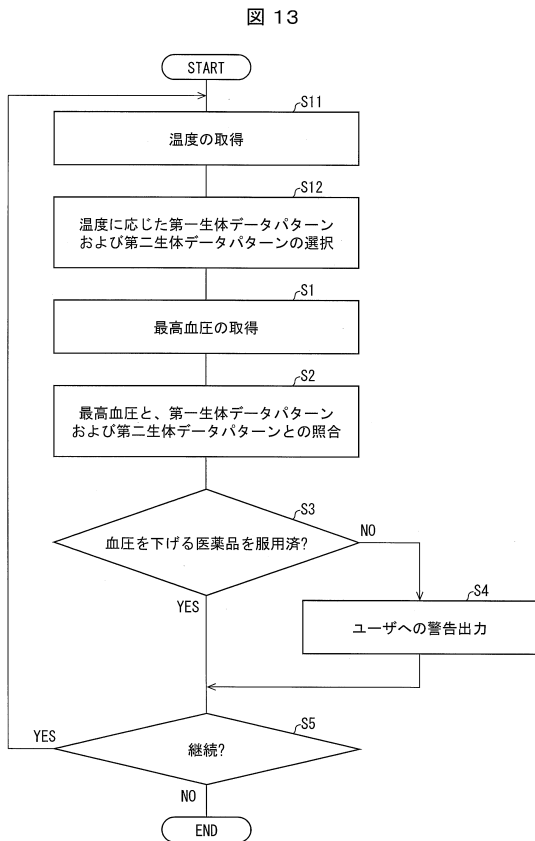 図 13
START
S11
温度の取得
S12
温度に応じた第一生体データパターン
および第二生体データパターンの選択
S1
最高血圧の取得
S2
最高血圧と、第一生体データパターン
および第二生体データパターンとの照合
S3
血圧を下げる医薬品を服用済?
NO
YES
S4
ユーザへの警告出力
S5
YES
継続?
NO
END